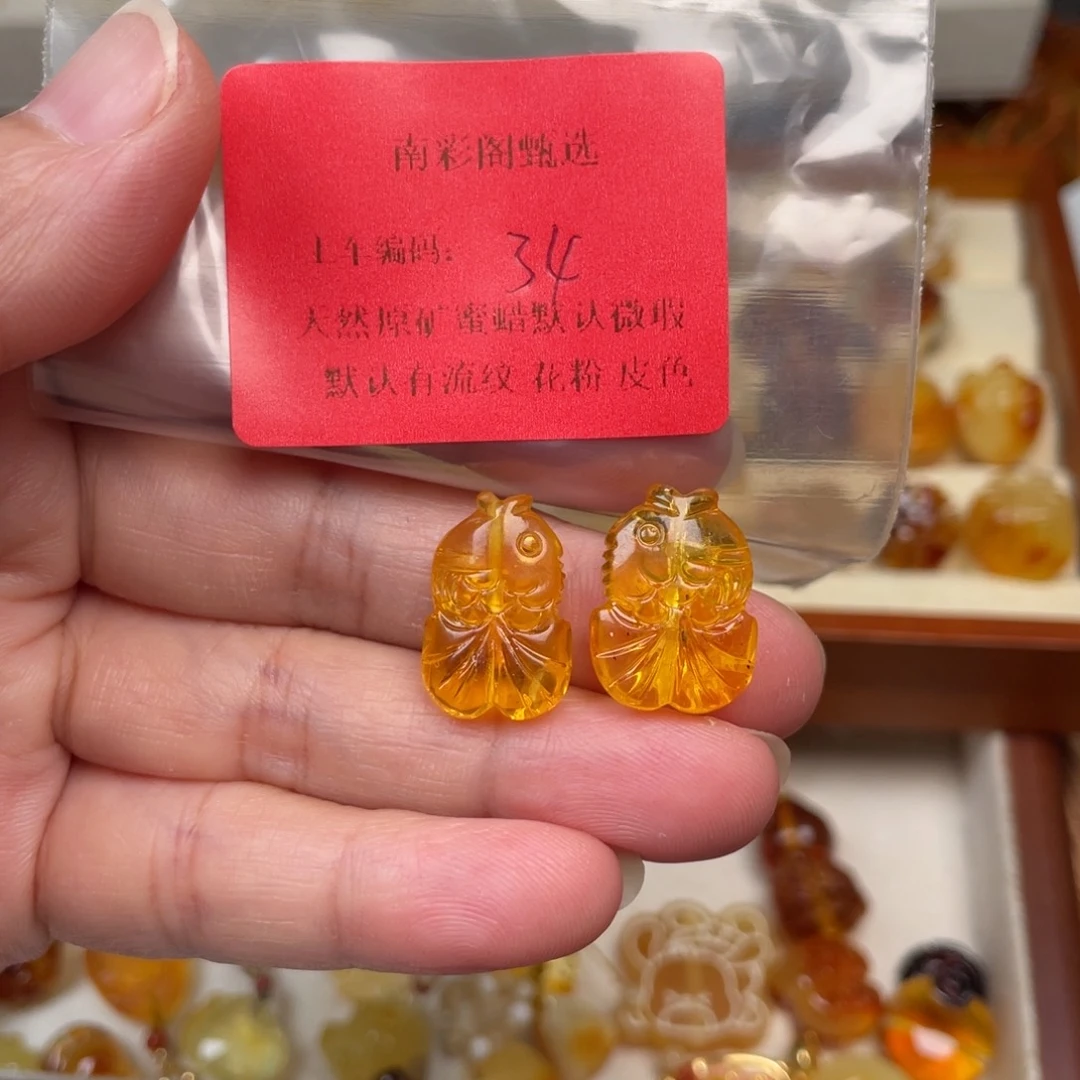 南彩阁甄选
上车编码: 34
天然原矿蜜蜡默认微瑕
默认有流纹 花粉 皮色